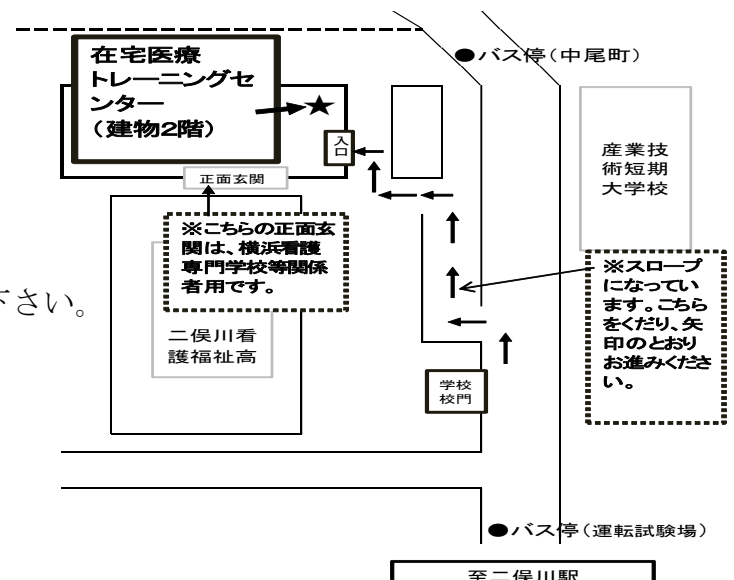 在宅医療
トレーニングセ
ンター
(建物2階)
●バス停(中尾町)
入口
正面玄関
産業技
術短期
大学校
※こちらの正面玄
関は、横浜看護
専門学校等関係
者用です。
※スロープ
になってい
ます。こちら
をくだり、矢
印のとおり
お進みくださ
い。
下さい。
二俣川看
護福祉高
学校
校門
●バス停(運転試験場)
至二俣川駅